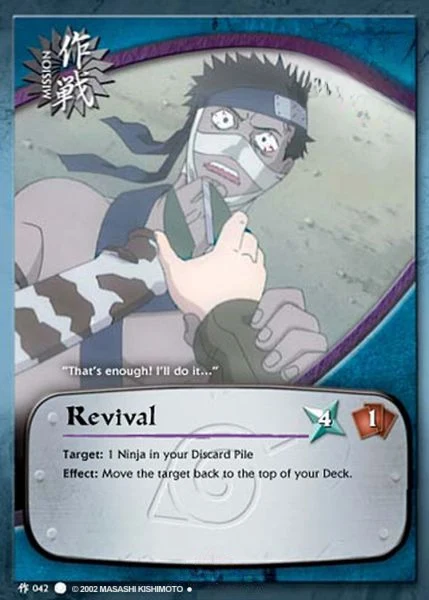 作戦
MISSION
"That's enough! I'll do it..."
Revival
4
1
Target: 1 Ninja in your Discard Pile
Effect: Move the target back to the top of your Deck.
作 042 © 2002 MASASHI KISHIMOTO